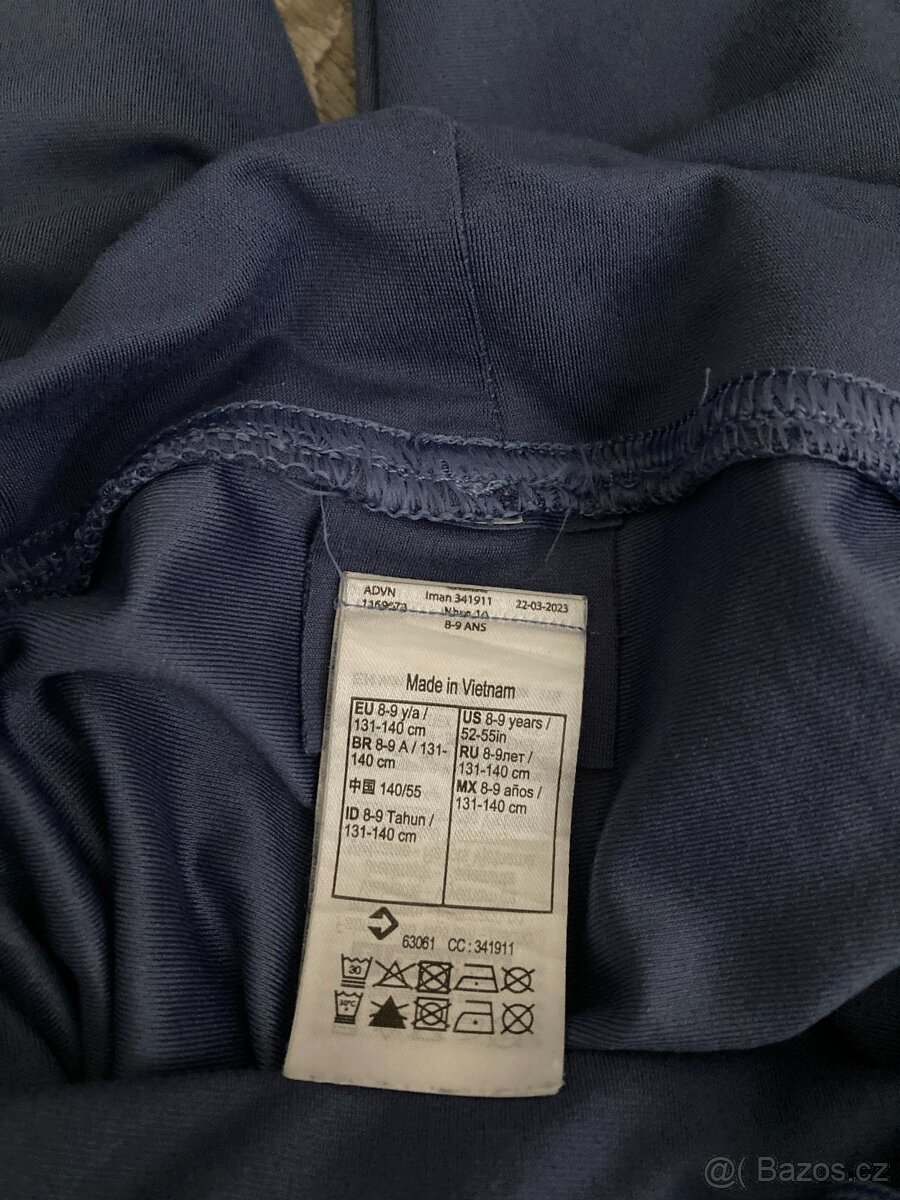 ADVN
Iman 341911
22-03-2023
8-9 ANS
Made in Vietnam
EU 8-9 y/a /
131-140 cm
BR 8-9 A / 131-
140 cm
中国 140/55
ID 8-9 Tahun /
131-140 cm
US 8-9 years /
52-55in
RU 8-9лет /
131-140 cm
MX 8-9 años /
131-140 cm
63061 CC : 341911
30
30°C
@( Bazos.cz